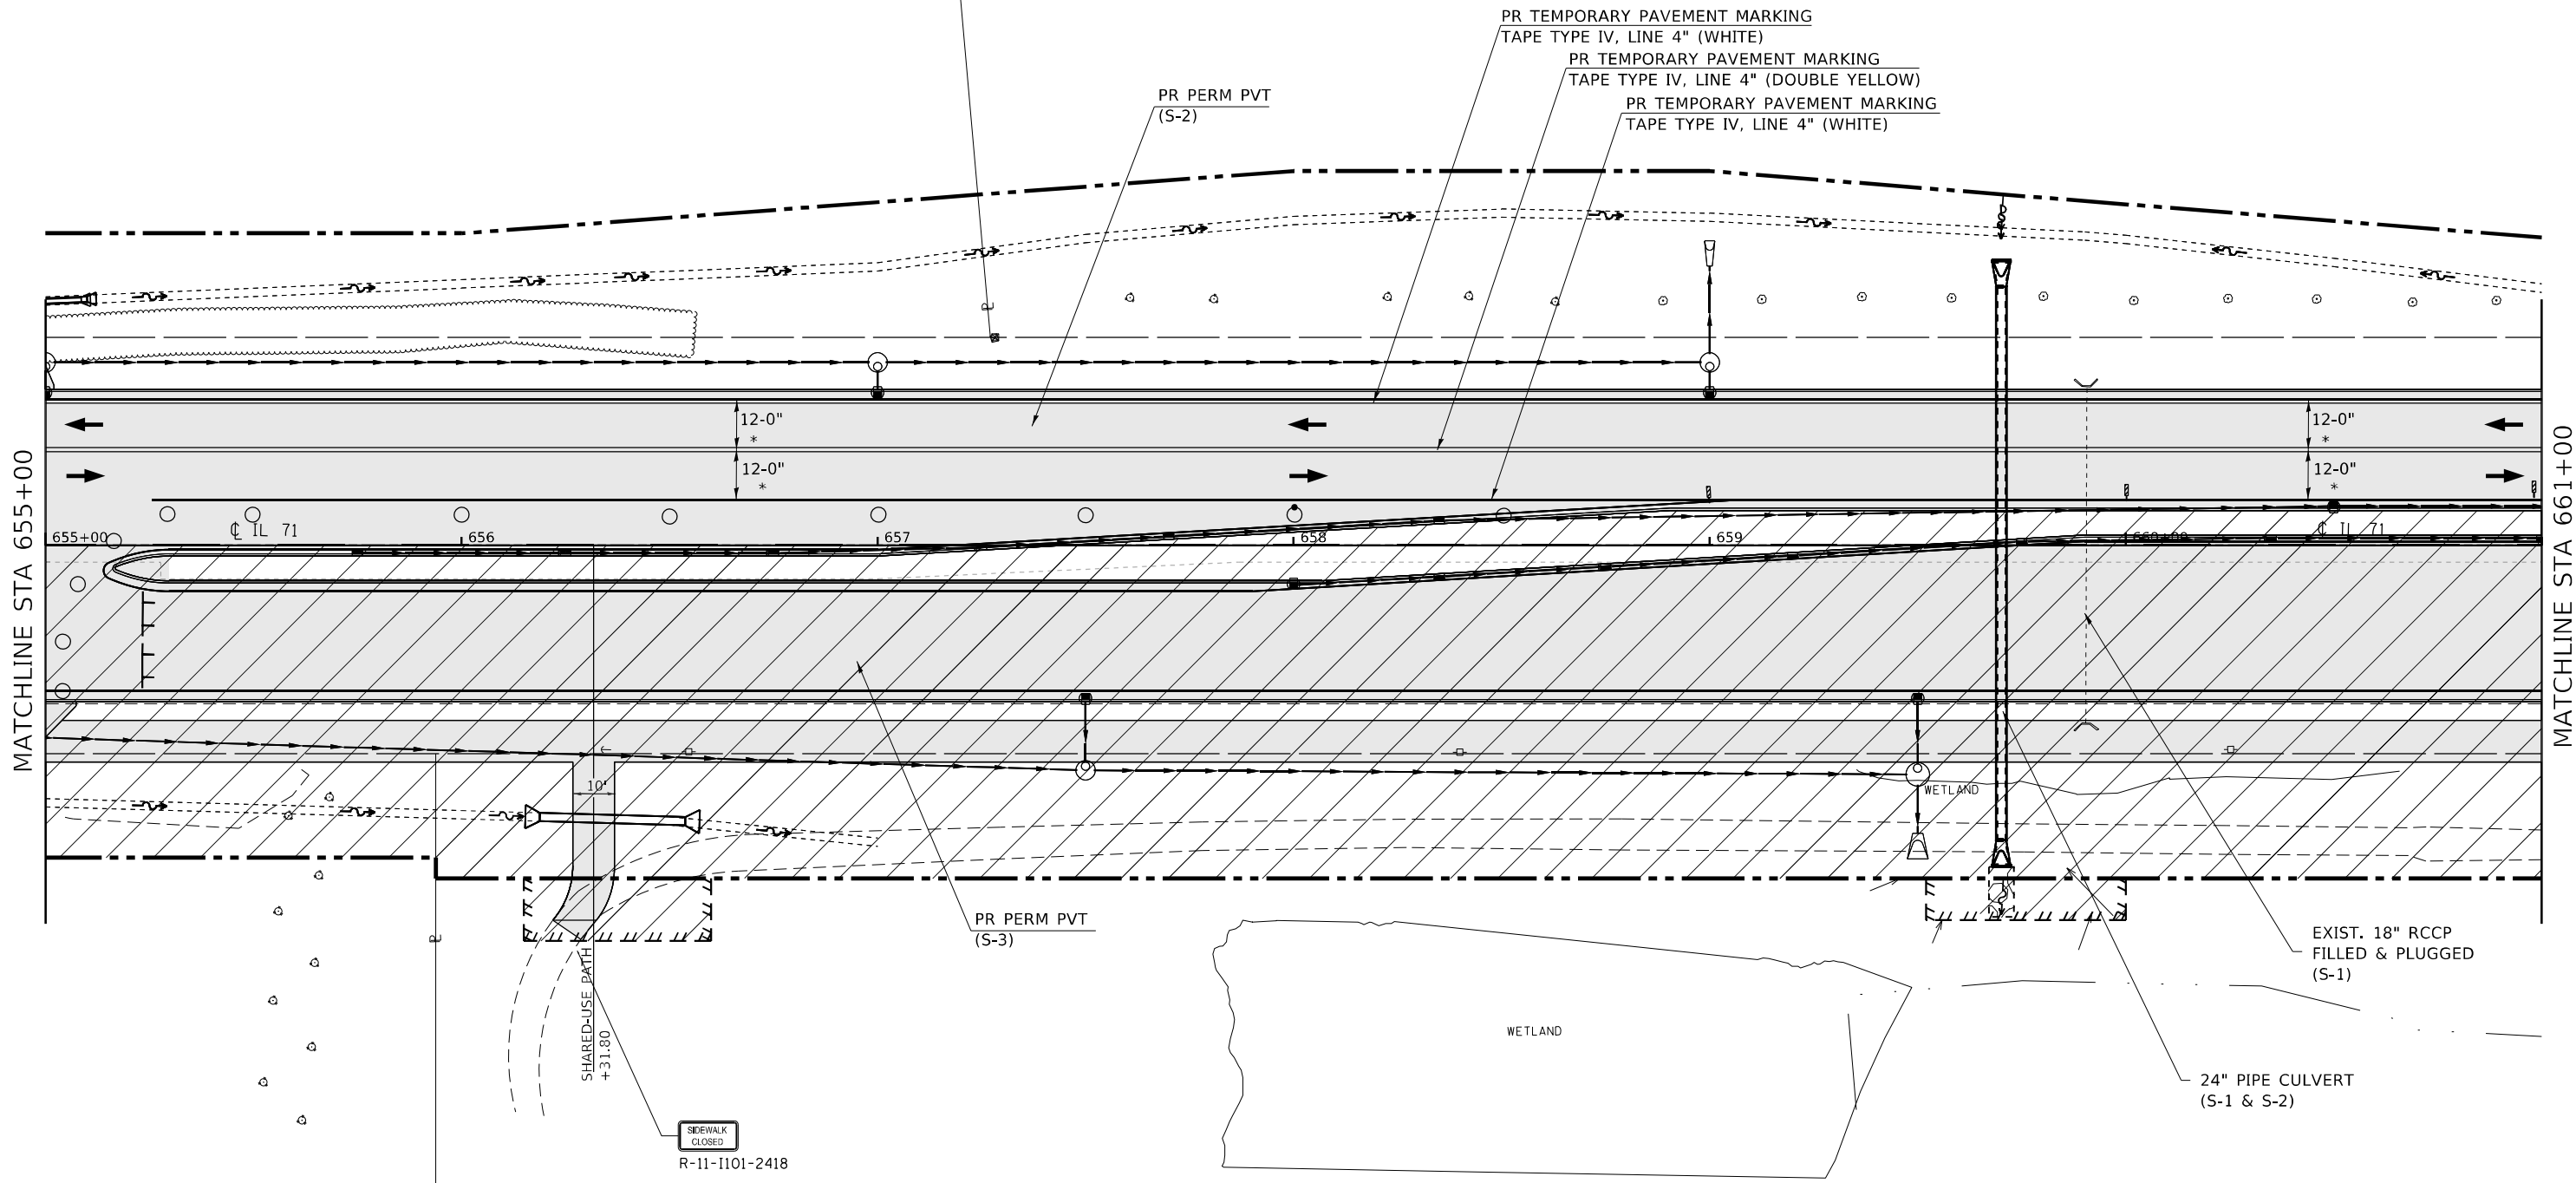 PR TEMPORARY PAVEMENT MARKING
TAPE TYPE IV, LINE 4" (WHITE)
PR TEMPORARY PAVEMENT MARKING
TAPE TYPE IV, LINE 4" (DOUBLE YELLOW)
PR TEMPORARY PAVEMENT MARKING
TAPE TYPE IV, LINE 4" (WHITE)
PR PERM PVT
(S-2)
12-0"
*
12-0"
*
12-0"
*
12-0"
*
MATCHLINE STA 655+00
MATCHLINE STA 661+00
655+00
℄ IL 71
656
657
658
659
660+00
℄ IL 71
10'
WETLAND
PR PERM PVT
(S-3)
SHARED-USE PATH
+31.80
EXIST. 18" RCCP
FILLED & PLUGGED
(S-1)
WETLAND
24" PIPE CULVERT
(S-1 & S-2)
SIDEWALK
CLOSED
R-11-I101-2418